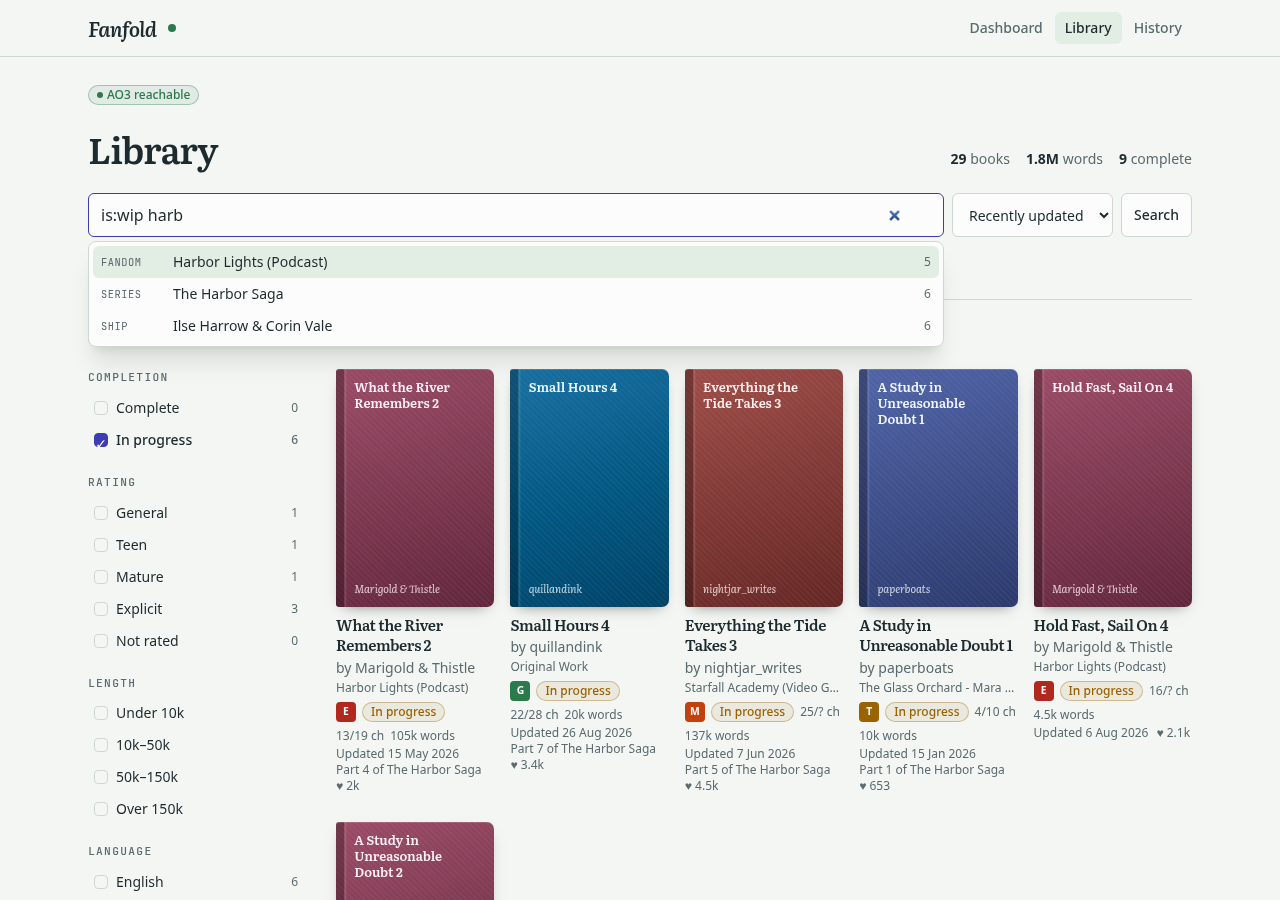 Fanfold
Dashboard
Library
History
AO3 reachable
Library
29 books 1.8M words 9 complete
is:wip harb
Recently updated
Search
FANDOM Harbor Lights (Podcast) 5
SERIES The Harbor Saga 6
SHIP Ilse Harrow & Corin Vale 6
COMPLETION
Complete 0
In progress 6
RATING
General 1
Teen 1
Mature 1
Explicit 3
Not rated 0
LENGTH
Under 10k
10k–50k
50k–150k
Over 150k
LANGUAGE
English 6
What the River
Remembers 2
Marigold & Thistle
What the River
Remembers 2
by Marigold & Thistle
Harbor Lights (Podcast)
E In progress
13/19 ch 105k words
Updated 15 May 2026
Part 4 of The Harbor Saga
♥ 2k
Small Hours 4
quillandink
Small Hours 4
by quillandink
Original Work
G In progress
22/28 ch 20k words
Updated 26 Aug 2026
Part 7 of The Harbor Saga
♥ 3.4k
Everything the
Tide Takes 3
nightjar_writes
Everything the Tide
Takes 3
by nightjar_writes
Starfall Academy (Video G...
M In progress 25/? ch
137k words
Updated 7 Jun 2026
Part 5 of The Harbor Saga
♥ 4.5k
A Study in
Unreasonable
Doubt 1
paperboats
A Study in
Unreasonable Doubt 1
by paperboats
The Glass Orchard - Mara ...
T In progress 4/10 ch
10k words
Updated 15 Jan 2026
Part 1 of The Harbor Saga
♥ 653
Hold Fast, Sail On 4
Marigold & Thistle
Hold Fast, Sail On 4
by Marigold & Thistle
Harbor Lights (Podcast)
E In progress 16/? ch
4.5k words
Updated 6 Aug 2026 ♥ 2.1k
A Study in
Unreasonable
Doubt 2